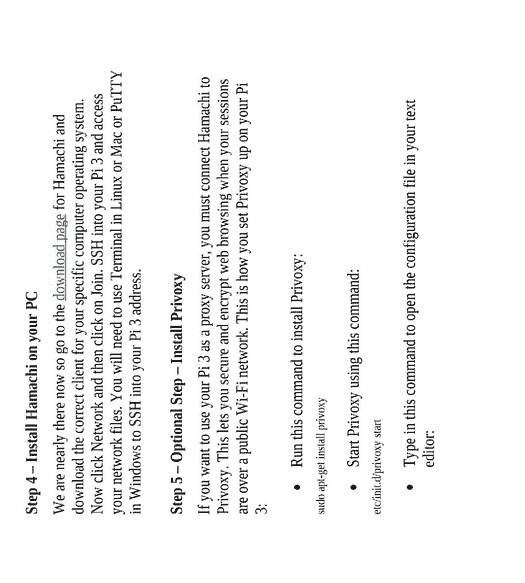 Step 4 – Install Hamachi on your PC
We are nearly there now so go to the download page for Hamachi and
download the correct client for your specific computer operating system.
Now click Network and then click on Join. SSH into your Pi 3 and access
your network files. You will need to use Terminal in Linux or Mac or PuTTY
in Windows to SSH into your Pi 3 address.
Step 5 – Optional Step – Install Privoxy
If you want to use your Pi 3 as a proxy server, you must connect Hamachi to
Privoxy. This lets you secure and encrypt web browsing when your sessions
are over a public Wi-Fi network. This is how you set Privoxy up on your Pi
3:
● Run this command to install Privoxy:
sudo apt-get install privoxy
● Start Privoxy using this command:
etc/init.d/privoxy start
● Type in this command to open the configuration file in your text
editor: